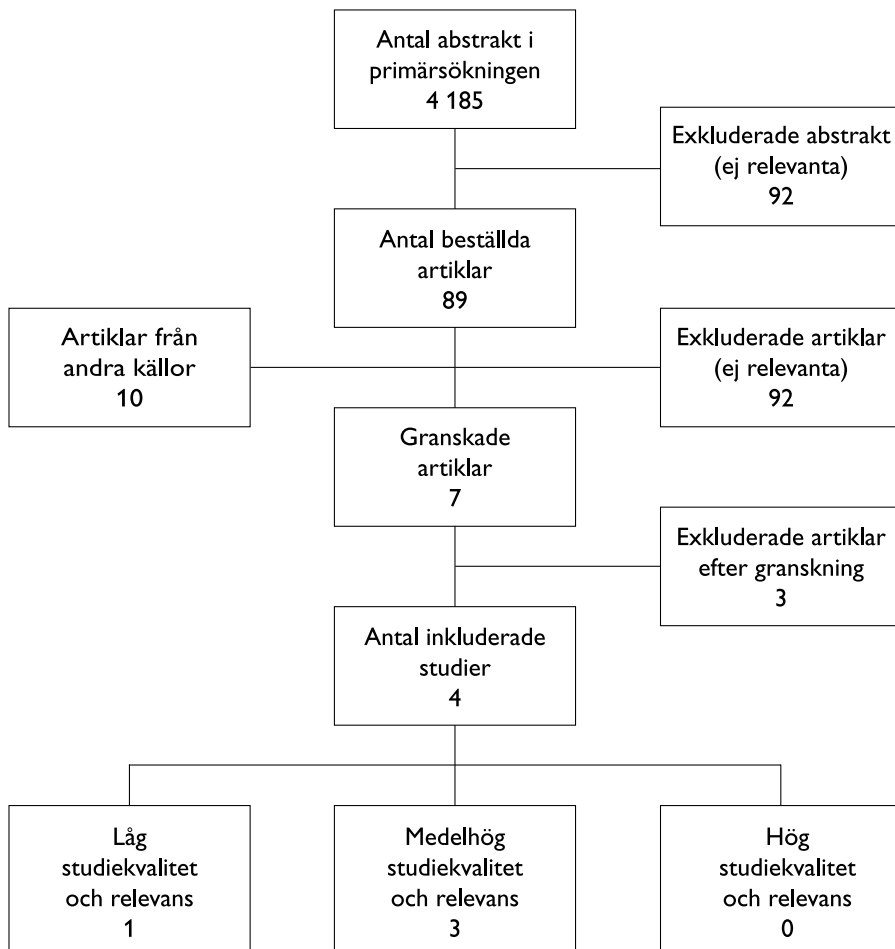 Antal abstrakt i
primärsökningen
4 185
Exkluderade abstrakt
(ej relevanta)
92
Antal beställda
artiklar
89
Artiklar från
andra källor
10
Exkluderade artiklar
(ej relevanta)
92
Granskade
artiklar
7
Exkluderade artiklar
efter granskning
3
Antal inkluderade
studier
4
Låg
studiekvalitet
och relevans
1
Medelhög
studiekvalitet
och relevans
3
Hög
studiekvalitet
och relevans
0